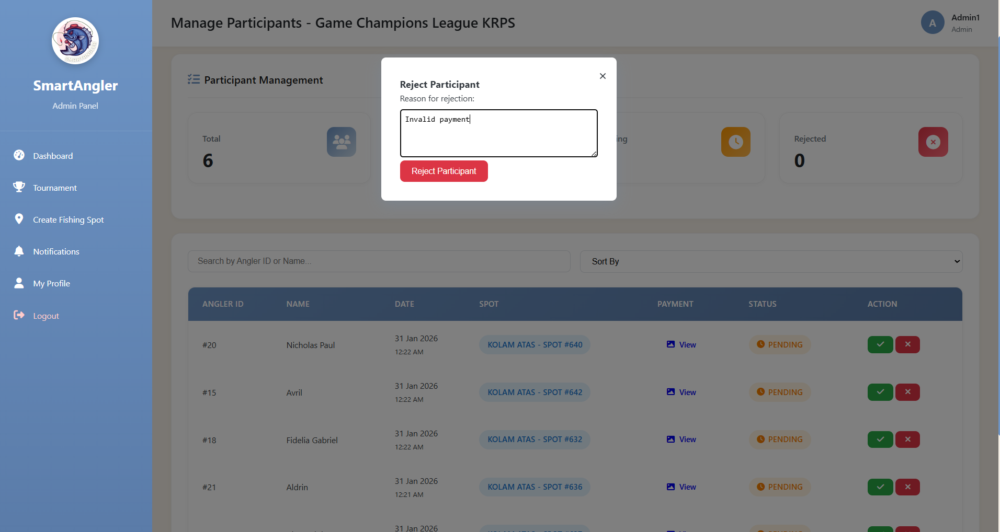 SMARTANGLER
SmartAngler
Admin Panel
Dashboard
Tournament
Create Fishing Spot
Notifications
My Profile
Logout
Manage Participants - Game Champions League KRPS
A
Admin1
Admin
Participant Management
Total
6
ing
Rejected
0
×
Reject Participant
Reason for rejection:
Invalid payment
Reject Participant
Search by Angler ID or Name...
Sort By
ANGLER ID NAME DATE SPOT PAYMENT STATUS ACTION
#20 Nicholas Paul 31 Jan 2026 12:22 AM KOLAM ATAS - SPOT #640 View PENDING
#15 Avril 31 Jan 2026 12:22 AM KOLAM ATAS - SPOT #642 View PENDING
#18 Fidelia Gabriel 31 Jan 2026 12:22 AM KOLAM ATAS - SPOT #632 View PENDING
#21 Aldrin 31 Jan 2026 12:21 AM KOLAM ATAS - SPOT #636 View PENDING
31 Jan 2026